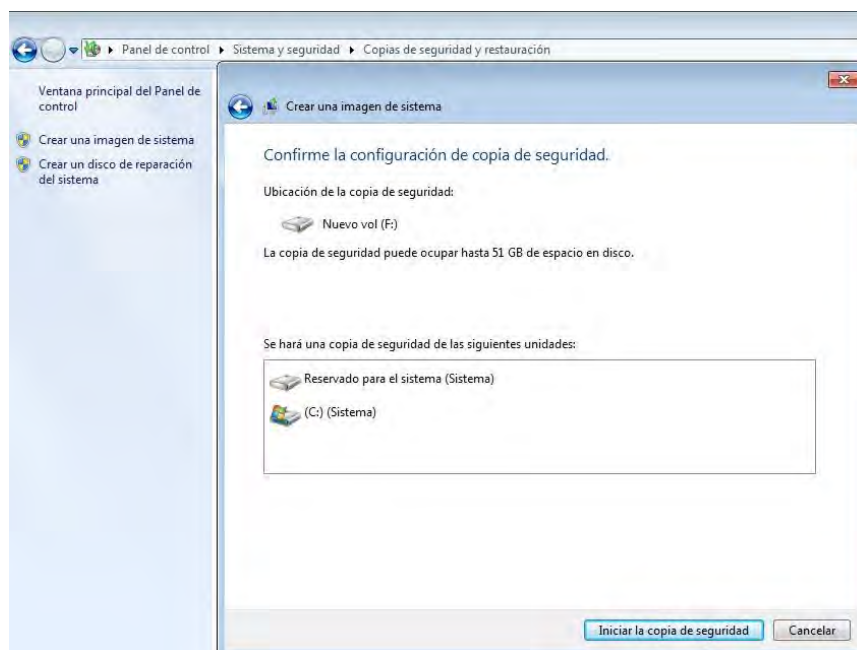 Panel de control ▸ Sistema y seguridad ▸ Copias de seguridad y restauración
Ventana principal del Panel de
control
Crear una imagen de sistema
Crear un disco de reparación
del sistema
Crear una imagen de sistema
Confirme la configuración de copia de seguridad.
Ubicación de la copia de seguridad:
Nuevo vol (F:)
La copia de seguridad puede ocupar hasta 51 GB de espacio en disco.
Se hará una copia de seguridad de las siguientes unidades:
Reservado para el sistema (Sistema)
(C:) (Sistema)
Iniciar la copia de seguridad
Cancelar